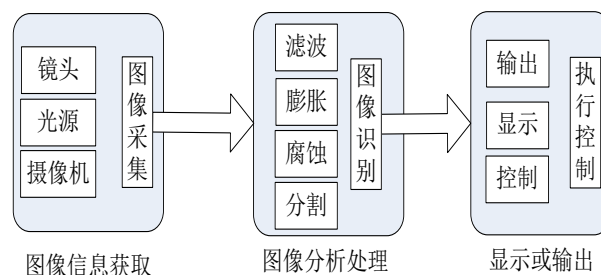 镜头
光源
摄像机
图像采集
图像信息获取
滤波
膨胀
腐蚀
分割
图像识别
图像分析处理
输出
显示
控制
执行控制
显示或输出